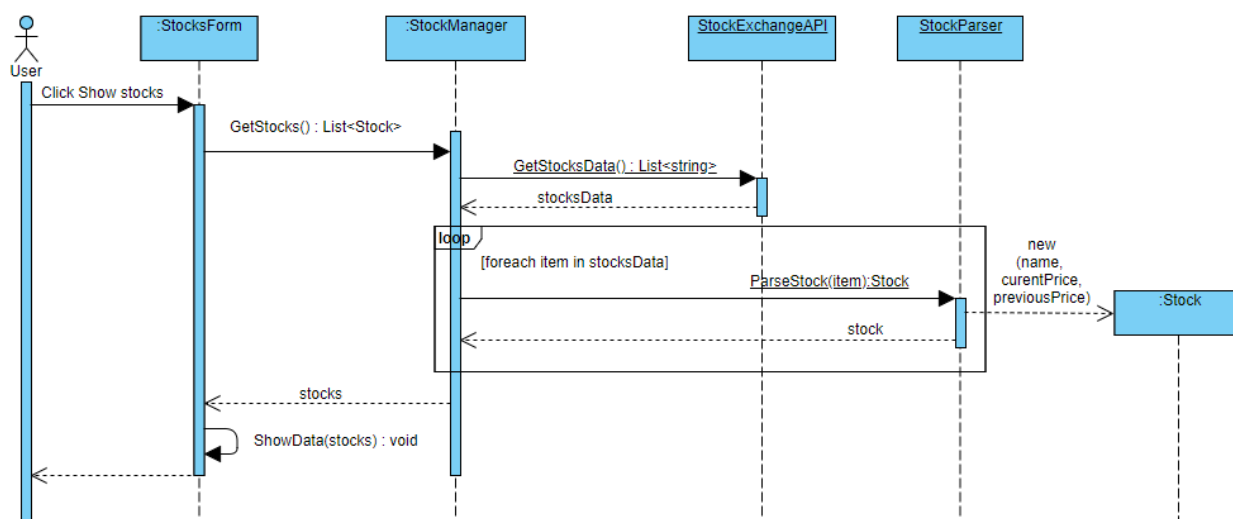 :StocksForm
:StockManager
StockExchangeAPI
StockParser
User
Click Show stocks
GetStocks() : List<Stock>
GetStocksData() : List<string>
stocksData
loop
[foreach item in stocksData]
new
(name,
curentPrice,
previousPrice)
ParseStock(item):Stock
:Stock
stock
stocks
ShowData(stocks) : void